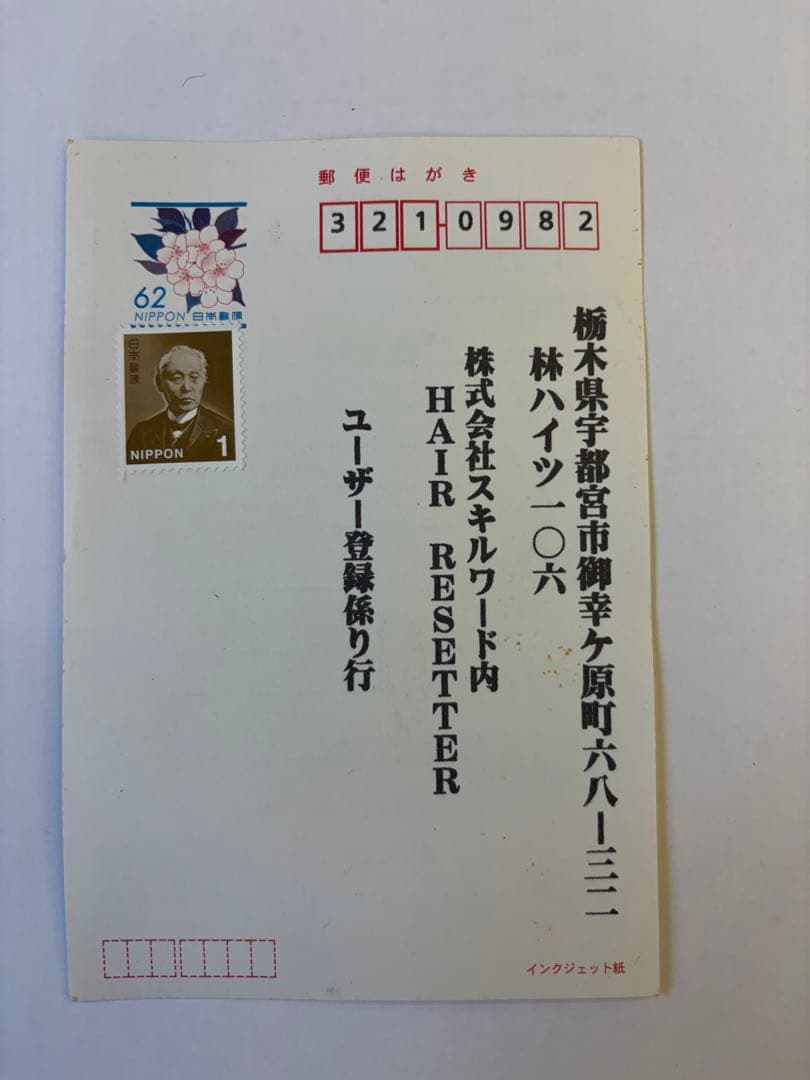 郵便はがき
3210982
62
NIPPON 日本郵便
日本郵便
NIPPON 1
栃木県宇都宮市御幸ケ原町六八ー三二
林ハイツ一〇六
株式会社スキルワード内
HAIR RESETTER
ユーザー登録係り行
インクジェット紙